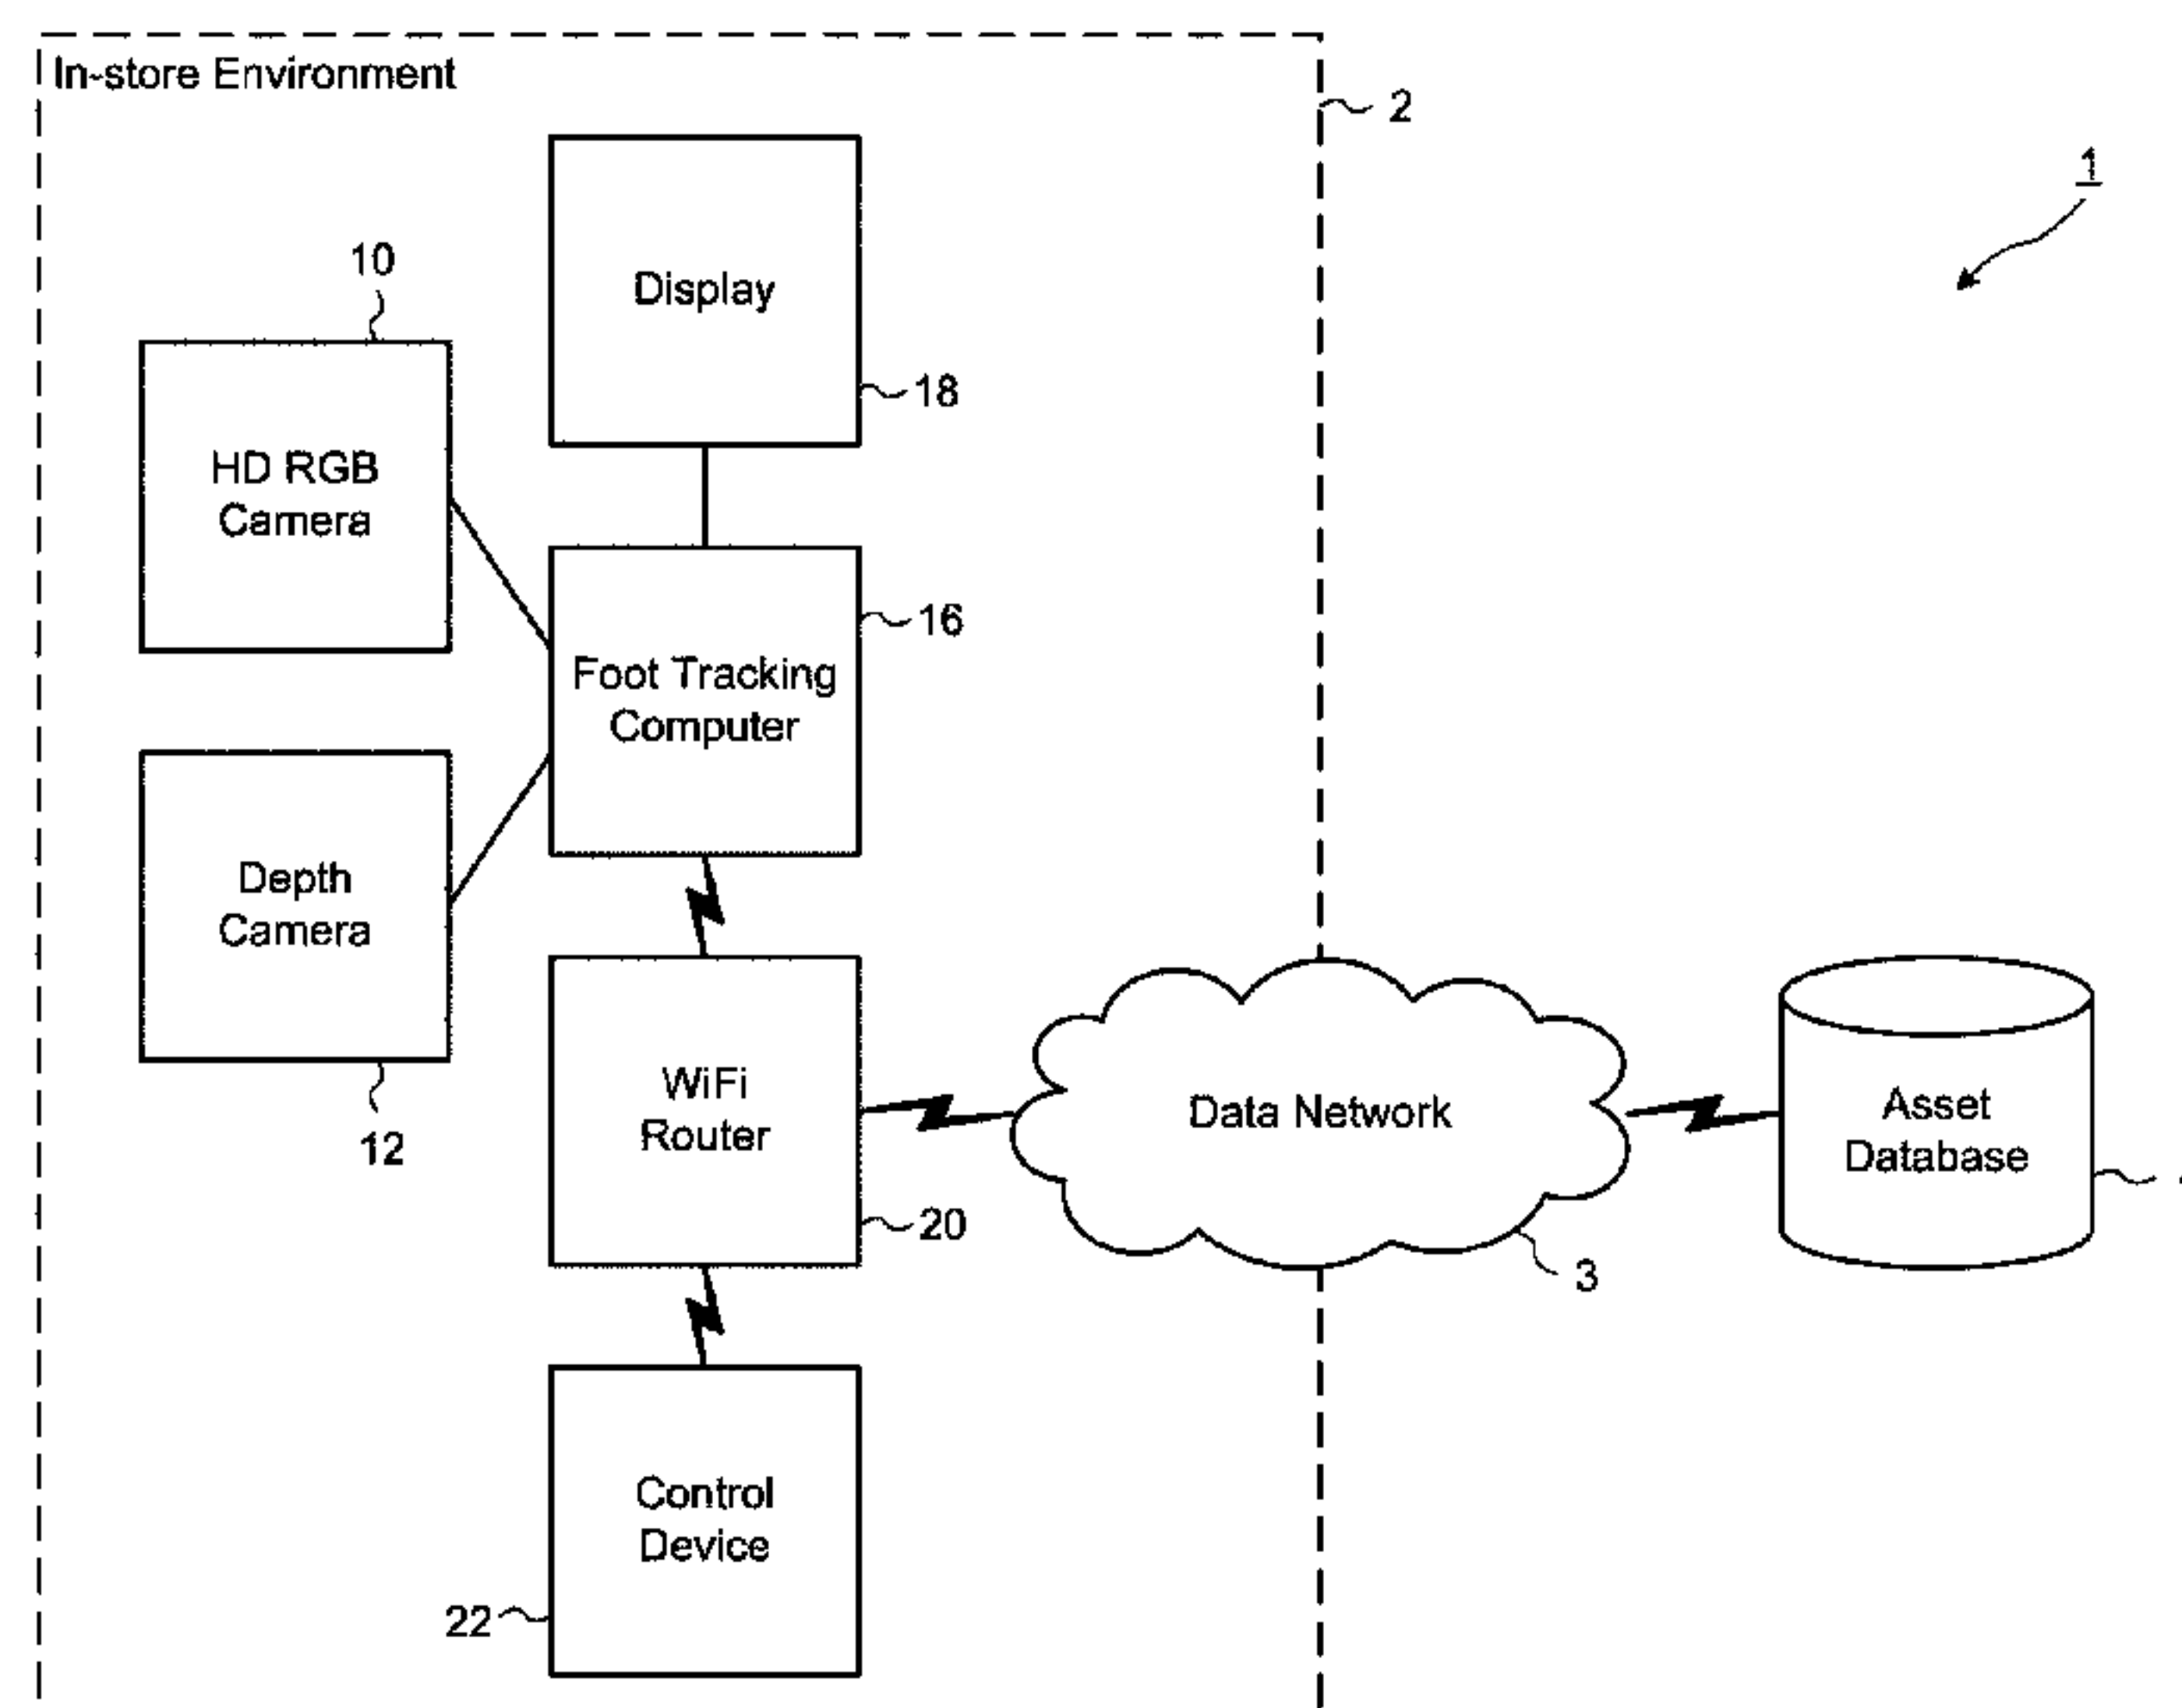 In-store Environment
2
1
Display
10
18
HD RGB
Camera
16
Foot Tracking
Computer
Depth
Camera
WiFi
Router
Data Network
Asset
Database
12
20
3
Control
Device
22